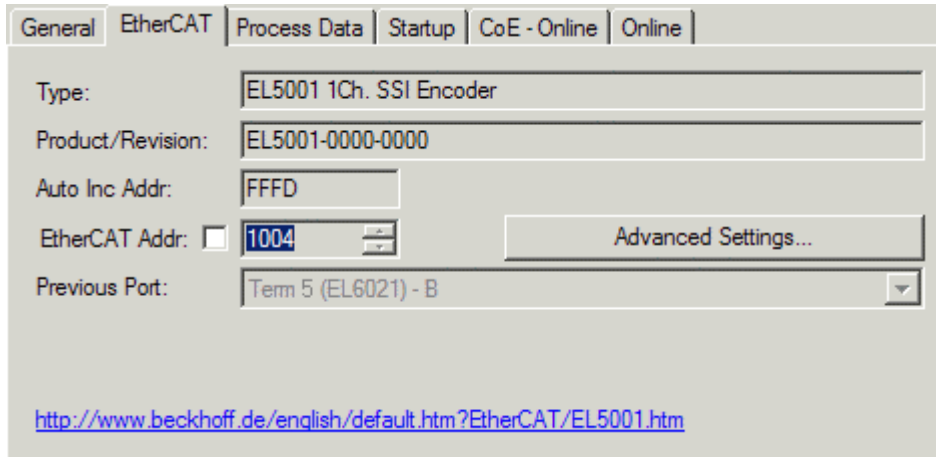 General EtherCAT Process Data Startup CoE - Online Online
Type: EL5001 1Ch. SSI Encoder
Product/Revision: EL5001-0000-0000
Auto Inc Addr: FFFD
EtherCAT Addr: 1004 Advanced Settings...
Previous Port: Term 5 (EL6021) - B
http://www.beckhoff.de/english/default.htm?EtherCAT/EL5001.htm